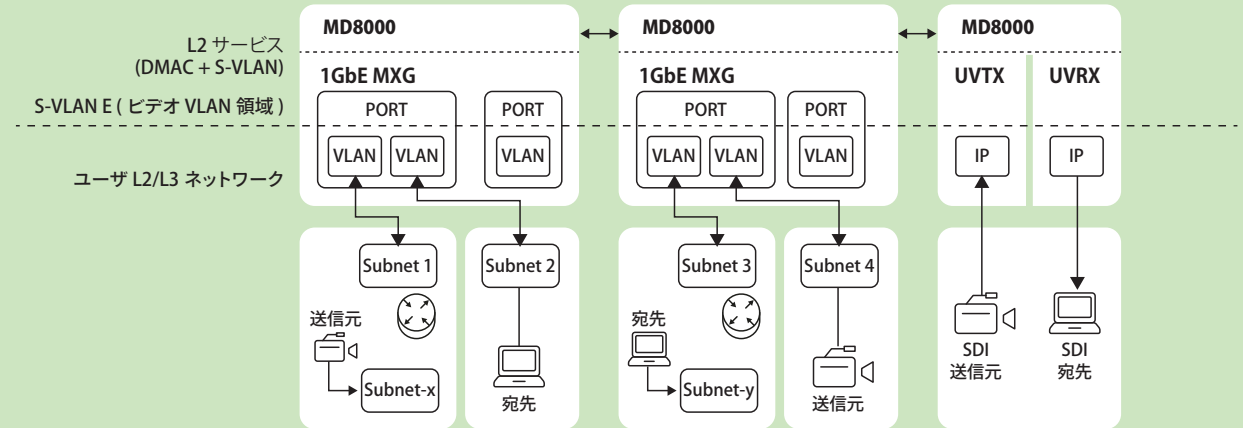 MD8000
MD8000
MD8000
L2 サービス
(DMAC + S-VLAN)
1GbE MXG
1GbE MXG
UVTX
UVRX
S-VLAN E ( ビデオ VLAN 領域 )
PORT
PORT
PORT
PORT
VLAN
VLAN
VLAN
VLAN
VLAN
VLAN
IP
IP
ユーザ L2/L3 ネットワーク
Subnet 1
Subnet 2
Subnet 3
Subnet 4
送信元
Subnet-x
宛先
宛先
Subnet-y
送信元
SDI
送信元
SDI
宛先